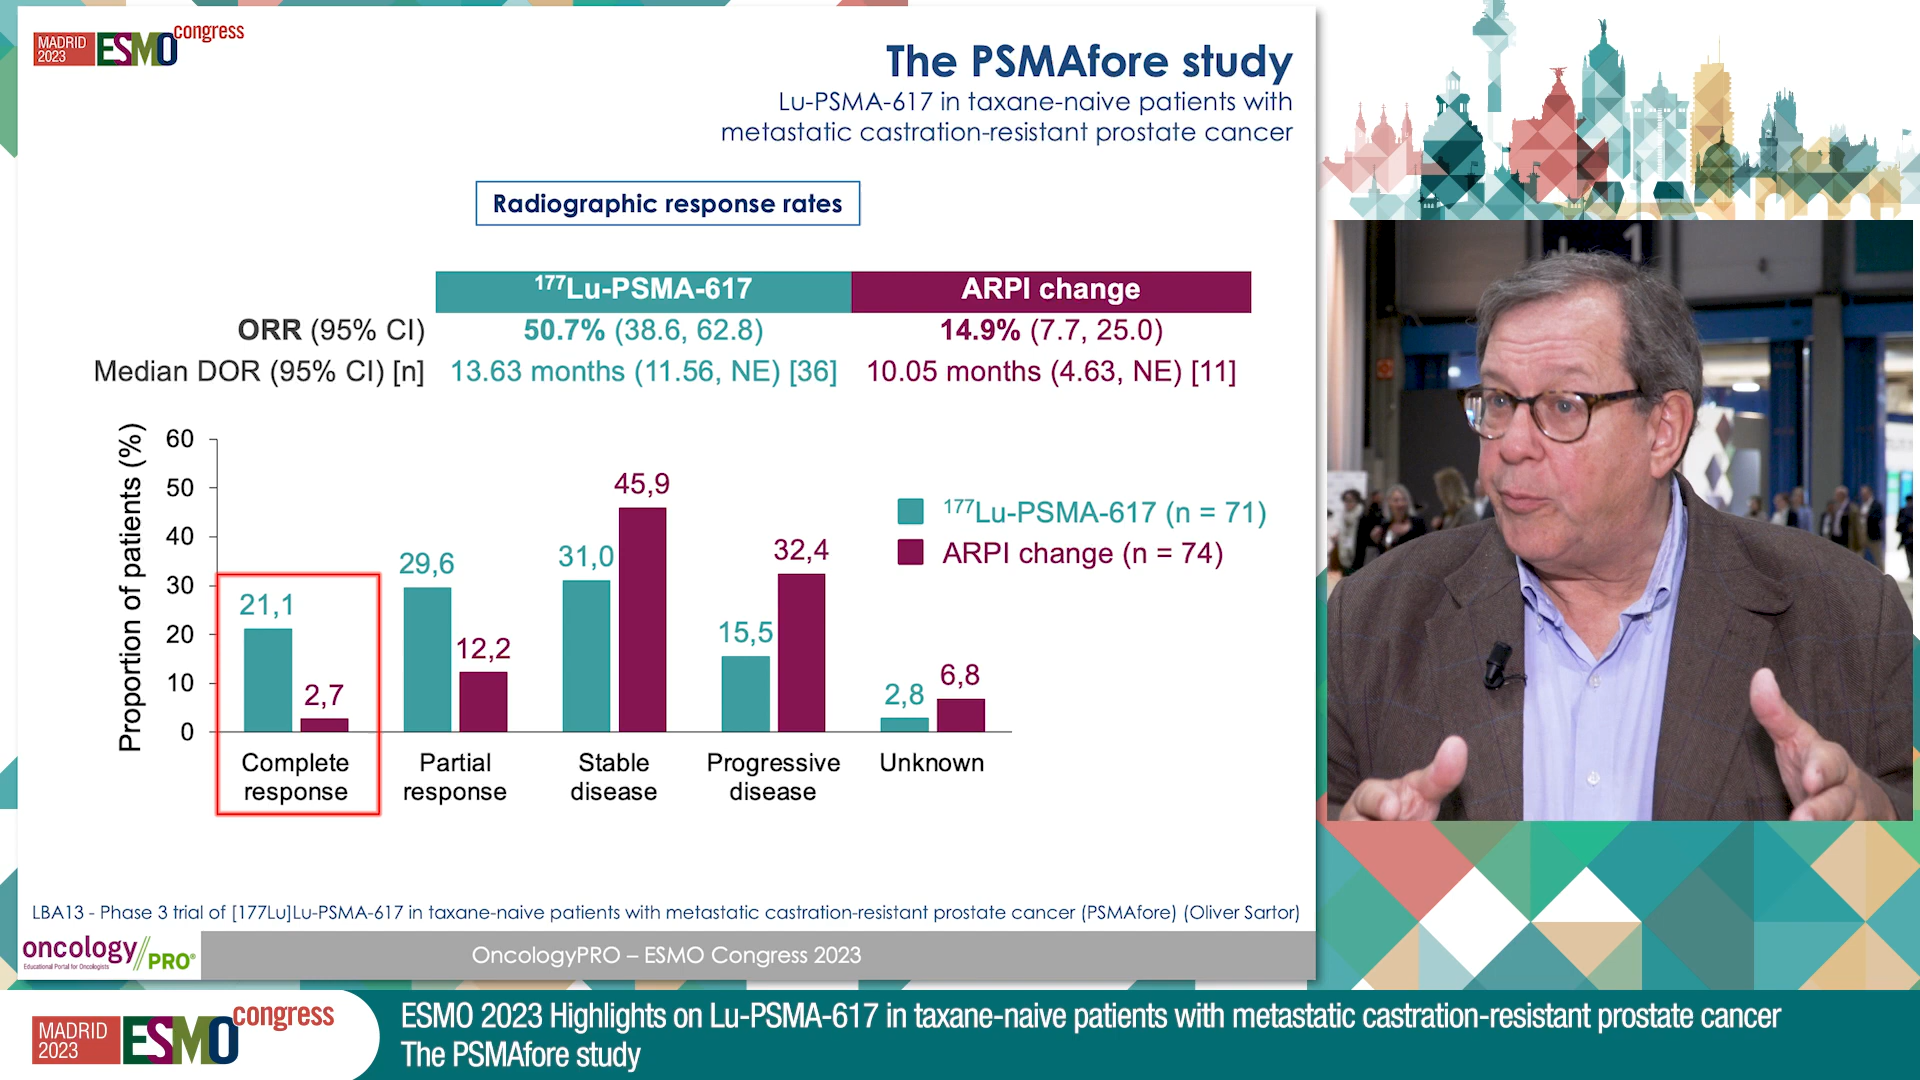 MADRID
2023
ESMO
congress
The PSMAfore study
Lu-PSMA-617 in taxane-naive patients with
metastatic castration-resistant prostate cancer
Radiographic response rates
¹⁷⁷Lu-PSMA-617 ARPI change
ORR (95% CI) 50.7% (38.6, 62.8) 14.9% (7.7, 25.0)
Median DOR (95% CI) [n] 13.63 months (11.56, NE) [36] 10.05 months (4.63, NE) [11]
Proportion of patients (%)
60
50
40
30
20
10
0
21,1
2,7
29,6
12,2
31,0
45,9
15,5
32,4
2,8
6,8
Complete
response
Partial
response
Stable
disease
Progressive
disease
Unknown
¹⁷⁷Lu-PSMA-617 (n = 71)
ARPI change (n = 74)
LBA13 - Phase 3 trial of [177Lu]Lu-PSMA-617 in taxane-naive patients with metastatic castration-resistant prostate cancer (PSMAfore) (Oliver Sartor)
oncology//PRO®
Educational Portal for Oncologists
OncologyPRO – ESMO Congress 2023
MADRID
2023
ESMO
congress
ESMO 2023 Highlights on Lu-PSMA-617 in taxane-naive patients with metastatic castration-resistant prostate cancer
The PSMAfore study